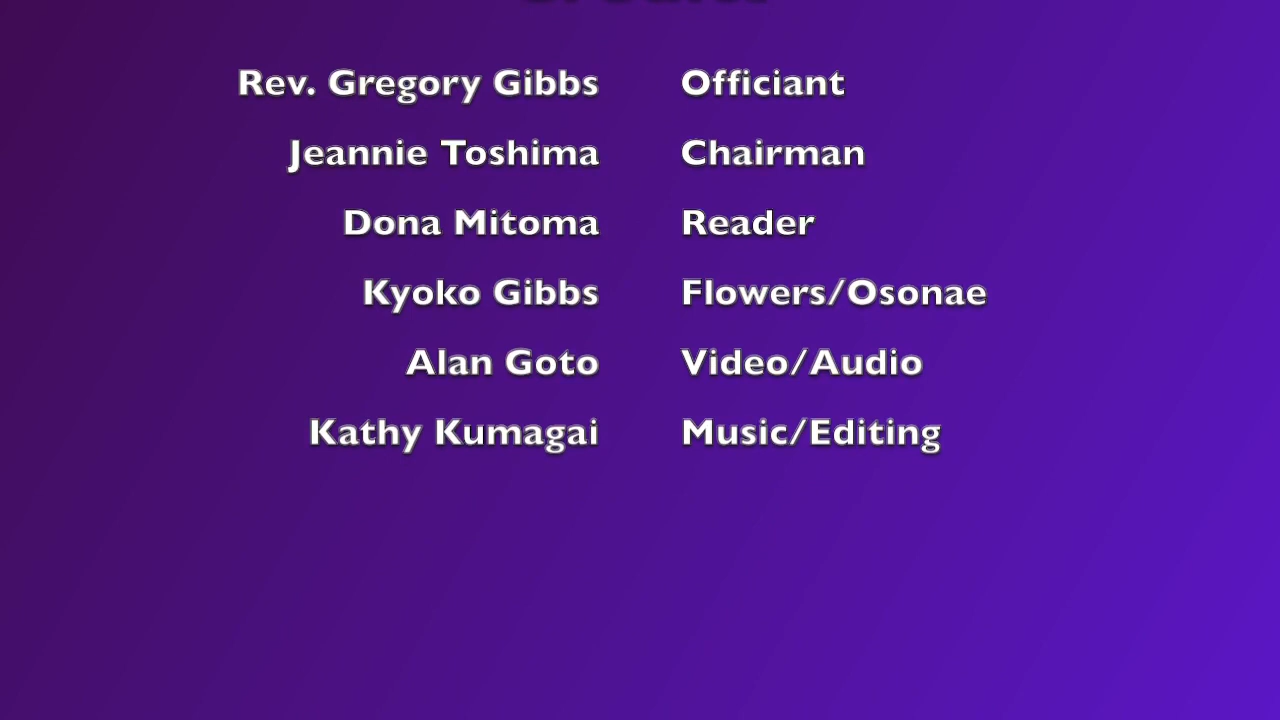 Rev. Gregory Gibbs Officiant
Jeannie Toshima Chairman
Dona Mitoma Reader
Kyoko Gibbs Flowers/Osonae
Alan Goto Video/Audio
Kathy Kumagai Music/Editing